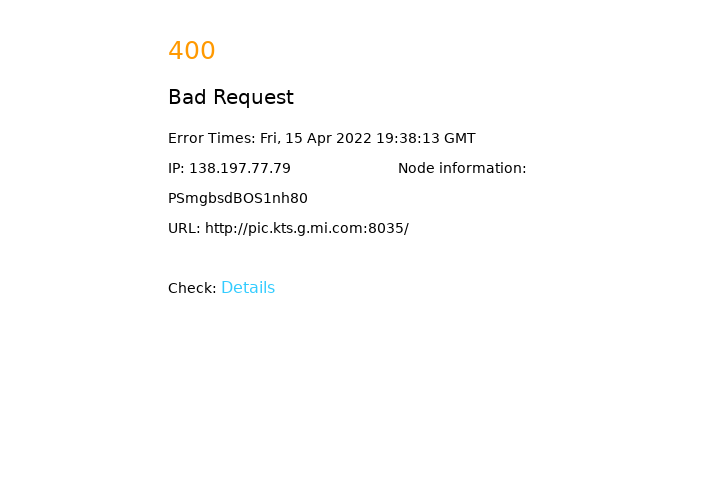 400
Bad Request
Error Times: Fri, 15 Apr 2022 19:38:13 GMT
IP: 138.197.77.79 Node information:
PSmgbsdBOS1nh80
URL: http://pic.kts.g.mi.com:8035/
Check: Details